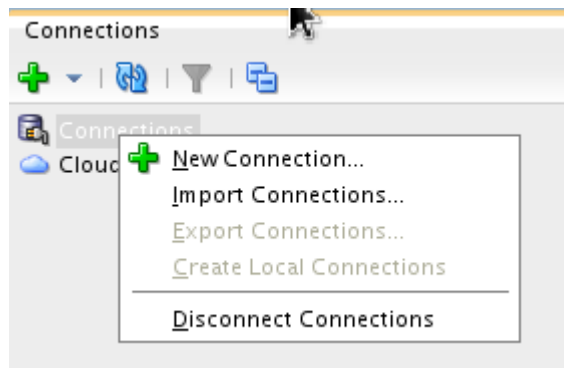 Connections
Connections
Cloud
New Connection...
Import Connections...
Export Connections...
Create Local Connections
Disconnect Connections